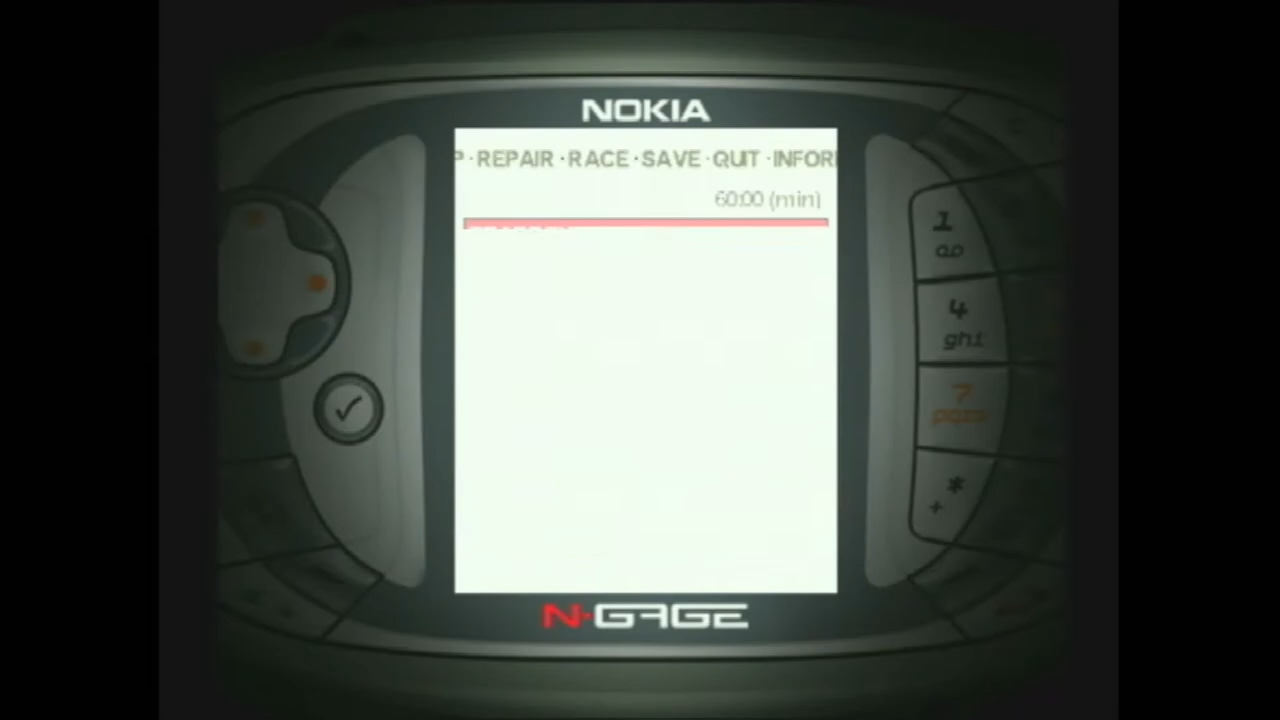 NOKIA
P · REPAIR · RACE · SAVE · QUIT · INFOR
60:00 (min)
1
4
ghi
7
pqrs
*
+
N·GAGE